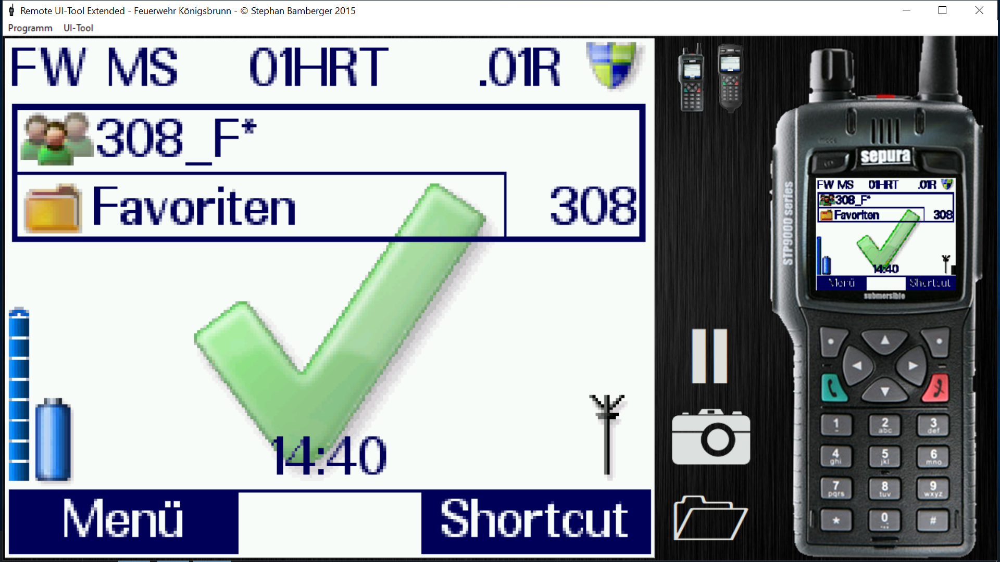 Remote UI-Tool Extended - Feuerwehr Königsbrunn - © Stephan Bamberger 2015
Programm UI-Tool
FW MS 01HRT .01R
308_F*
Favoriten 308
14:40
Menü Shortcut
sepura
STP9000 series
FW MS 01HRT .01R
308_F*
Favoriten 308
14:40
Menü Shortcut
submersible
1 2 abc 3 def
4 ghi 5 jkl 6 mno
7 pqrs 8 tuv 9 wxyz
* 0 #